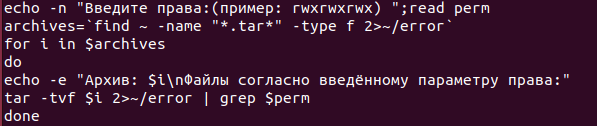 echo -n "Введите права:(пример: rwxrwxrwx) ";read perm
archives=`find ~ -name "*.tar*" -type f 2>~/error`
for i in $archives
do
echo -e "Архив: $i\nФайлы согласно введённому параметру права:"
tar -tvf $i 2>~/error | grep $perm
done